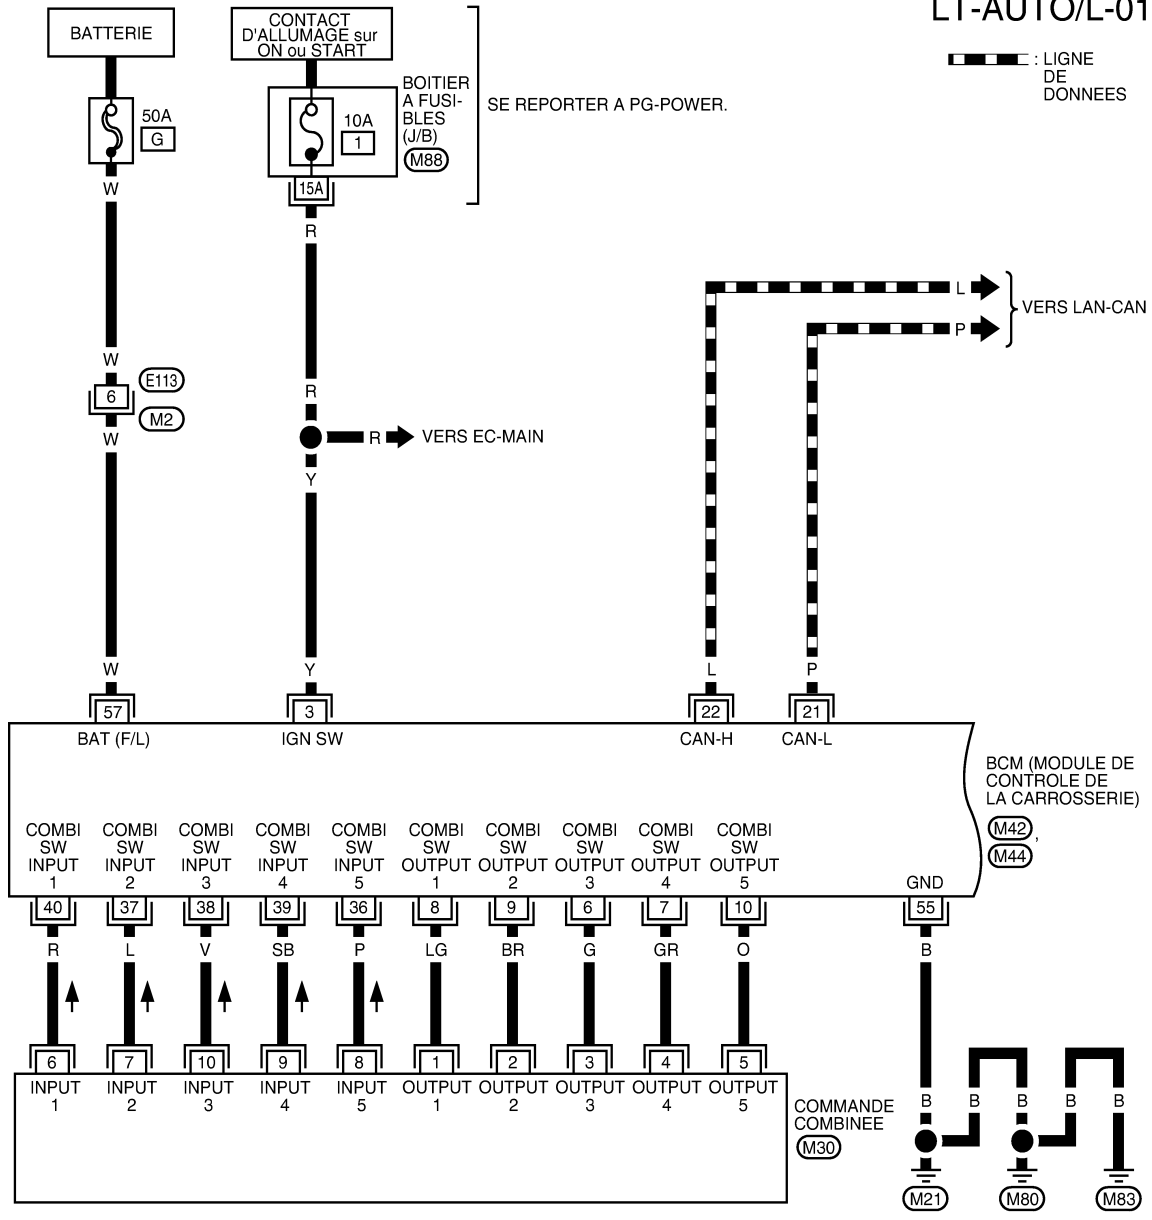 LT-AUTO/L-01
BATTERIE
CONTACT
D'ALLUMAGE sur
ON ou START
: LIGNE
DE
DONNEES
50A
G
10A
1
BOITIER
A FUSI-
BLES
(J/B)
M88
SE REPORTER A PG-POWER.
15A
W
R
L
VERS LAN-CAN
P
W
R
6
E113
M2
W
R
VERS EC-MAIN
Y
W
Y
L
P
57
3
22
21
BAT (F/L)
IGN SW
CAN-H
CAN-L
BCM (MODULE DE
CONTROLE DE
LA CARROSSERIE)
M42 ,
M44
COMBI COMBI COMBI COMBI COMBI COMBI COMBI COMBI COMBI COMBI
SW SW SW SW SW SW SW SW SW SW
INPUT INPUT INPUT INPUT INPUT OUTPUT OUTPUT OUTPUT OUTPUT OUTPUT
1 2 3 4 5 1 2 3 4 5 GND
40 37 38 39 36 8 9 6 7 10 55
R L V SB P LG BR G GR O B
6 7 10 9 8 1 2 3 4 5
INPUT INPUT INPUT INPUT INPUT OUTPUT OUTPUT OUTPUT OUTPUT OUTPUT
1 2 3 4 5 1 2 3 4 5
B B B B B
COMMANDE
COMBINEE
M30
M21 M80 M83